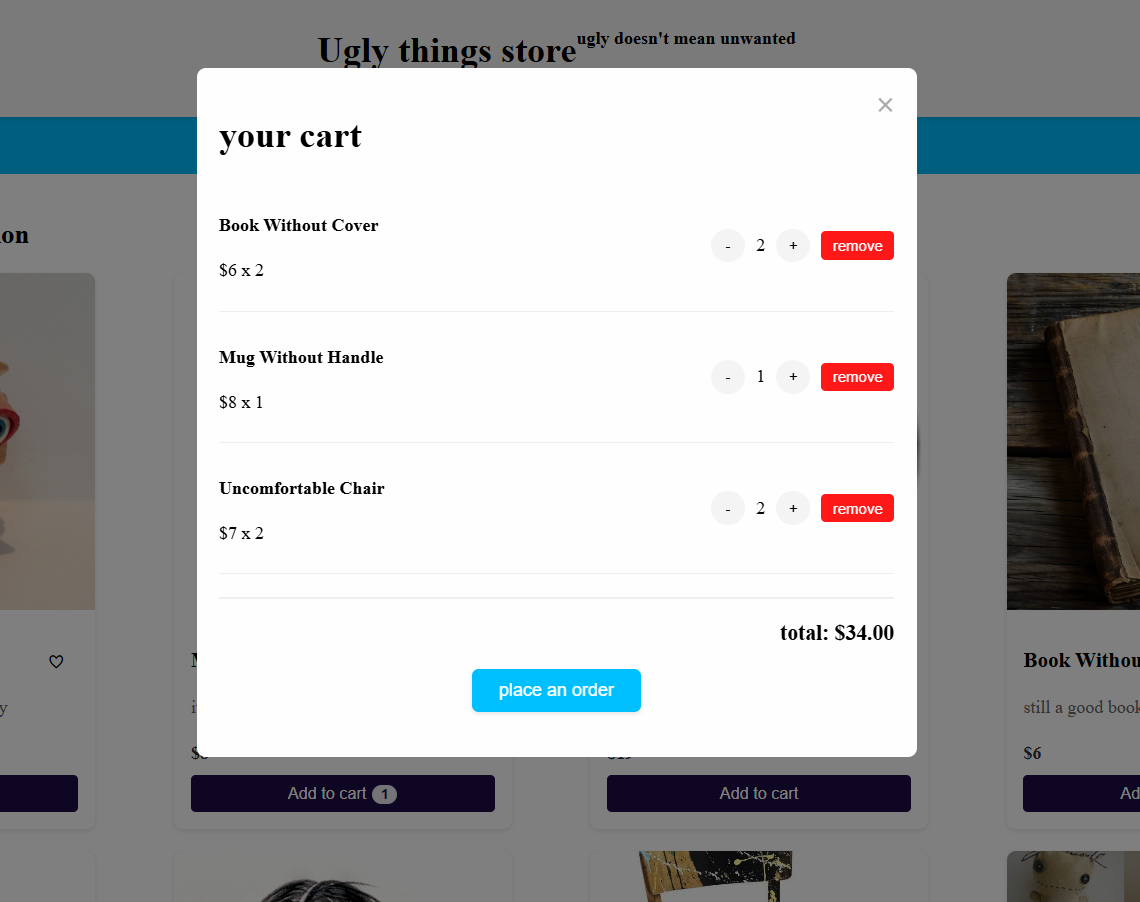 Ugly things store ugly doesn't mean unwanted
×
your cart
Book Without Cover
$6 x 2
- 2 + remove
Mug Without Handle
$8 x 1
- 1 + remove
Uncomfortable Chair
$7 x 2
- 2 + remove
total: $34.00
place an order
on
Book Withou
y
still a good book
$6
Add to cart 1
Add to cart
Ad